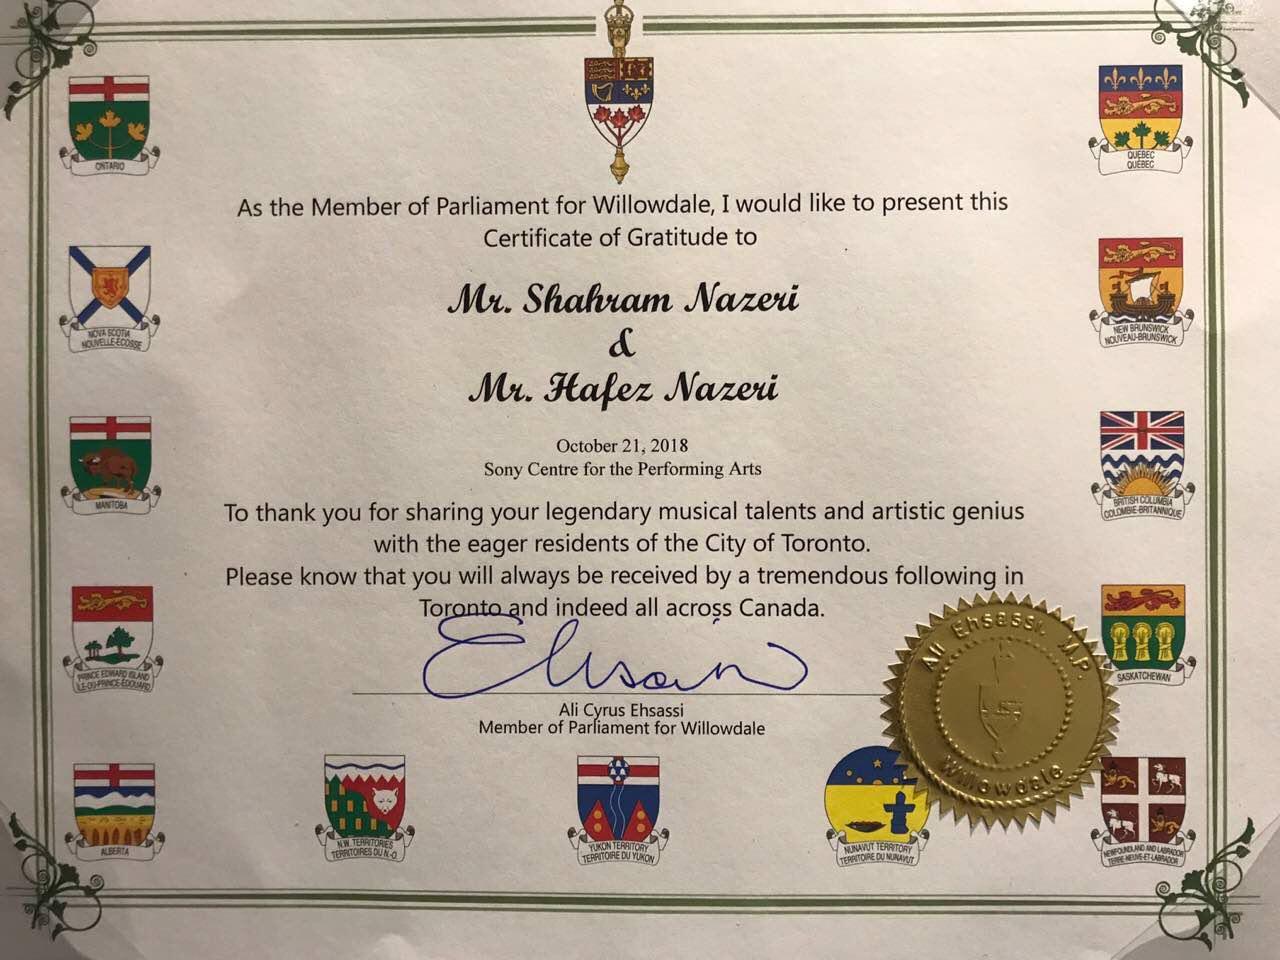 ONTARIO
QUEBEC
QUÉBEC
As the Member of Parliament for Willowdale, I would like to present this
Certificate of Gratitude to
NOVA SCOTIA
NOUVELLE-ÉCOSSE
NEW BRUNSWICK
NOUVEAU-BRUNSWICK
Mr. Shahram Nazeri
&
Mr. Hafez Nazeri
October 21, 2018
Sony Centre for the Performing Arts
MANITOBA
BRITISH COLUMBIA
COLOMBIE-BRITANNIQUE
To thank you for sharing your legendary musical talents and artistic genius
with the eager residents of the City of Toronto.
Please know that you will always be received by a tremendous following in
Toronto and indeed all across Canada.
PRINCE EDWARD ISLAND
ÎLE-DU-PRINCE-ÉDOUARD
SASKATCHEWAN
Ehsassi
Ali Cyrus Ehsassi
Member of Parliament for Willowdale
Ali Ehsassi, M.P.
Willowdale
ALBERTA
N.W. TERRITORIES
TERRITOIRES DU N.-O.
YUKON TERRITORY
TERRITOIRE DU YUKON
NUNAVUT TERRITORY
TERRITOIRE DU NUNAVUT
NEWFOUNDLAND AND LABRADOR
TERRE-NEUVE-ET-LABRADOR